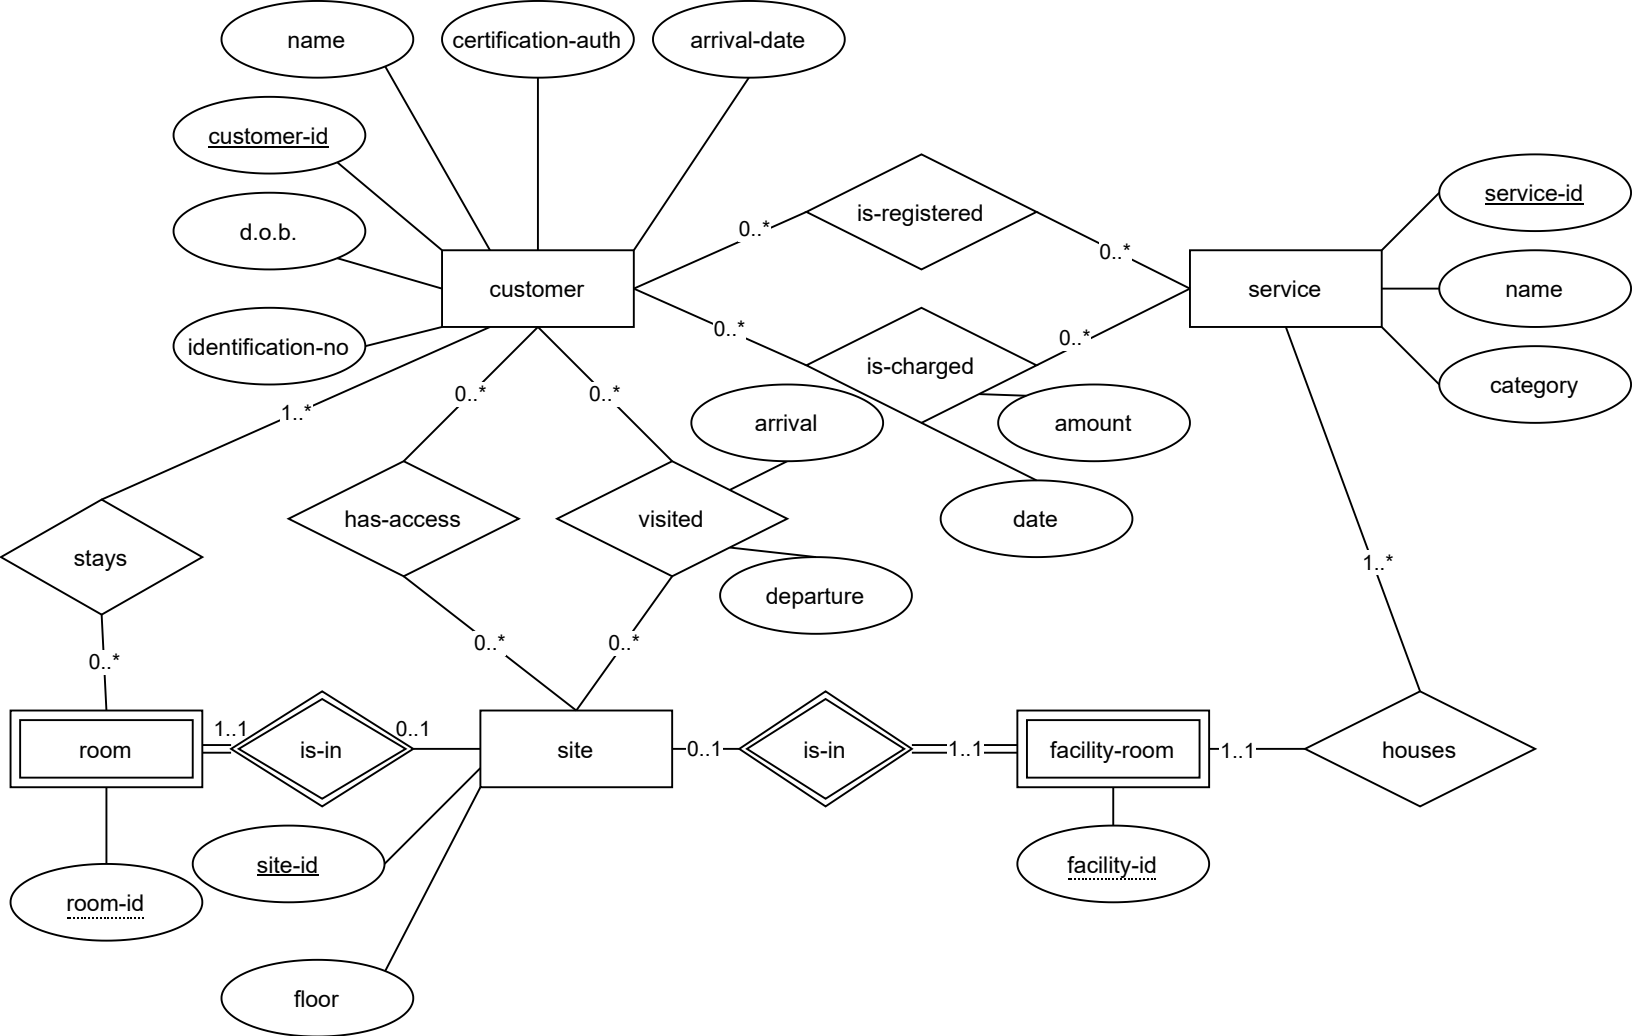 name
certification-auth
arrival-date
customer-id
service-id
is-registered
0..*
d.o.b.
0..*
customer
service
name
0..*
0..*
identification-no
is-charged
category
0..*
0..*
1..*
arrival
amount
has-access
visited
date
stays
1..*
departure
0..*
0..*
0..*
1..1
0..1
room
is-in
site
0..1
is-in
1..1
facility-room
1..1
houses
site-id
facility-id
room-id
floor